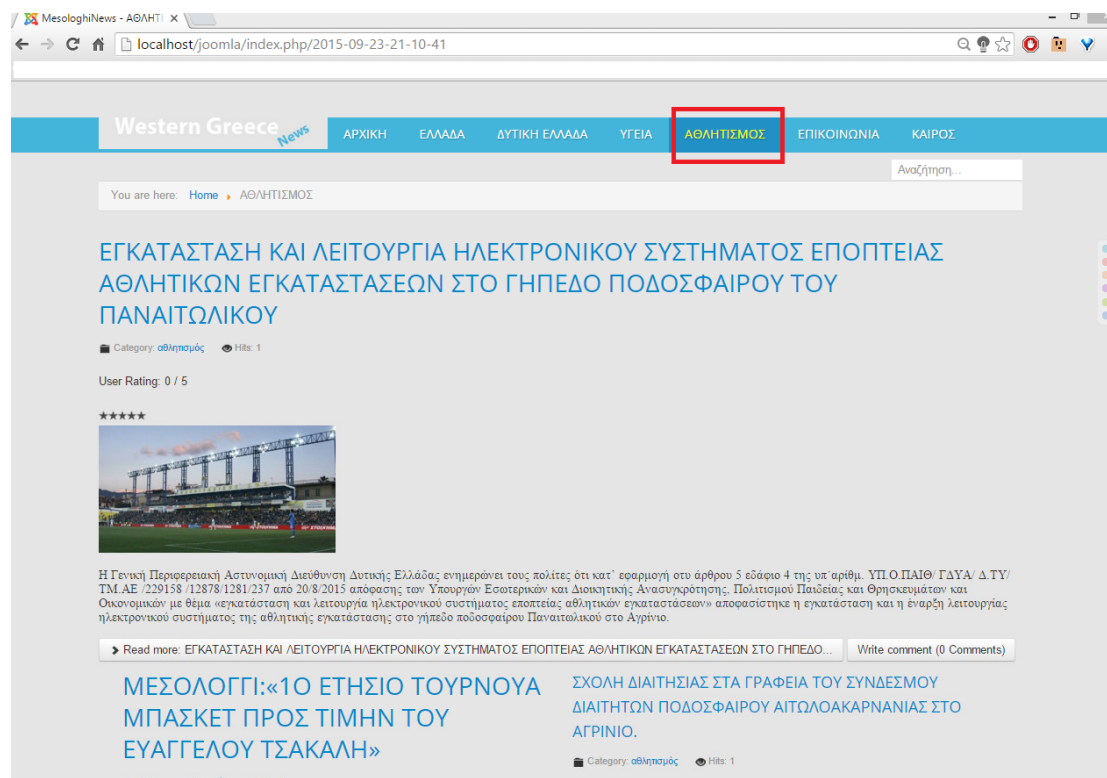 MesologhiNews - ΑΘΛΗΤΙ
localhost/joomla/index.php/2015-09-23-21-10-41
Western Greece News
ΑΡΧΙΚΗ ΕΛΛΑΔΑ ΔΥΤΙΚΗ ΕΛΛΑΔΑ ΥΓΕΙΑ ΑΘΛΗΤΙΣΜΟΣ ΕΠΙΚΟΙΝΩΝΙΑ ΚΑΙΡΟΣ
Αναζήτηση...
You are here: Home ΑΘΛΗΤΙΣΜΟΣ
ΕΓΚΑΤΑΣΤΑΣΗ ΚΑΙ ΛΕΙΤΟΥΡΓΙΑ ΗΛΕΚΤΡΟΝΙΚΟΥ ΣΥΣΤΗΜΑΤΟΣ ΕΠΟΠΤΕΙΑΣ
ΑΘΛΗΤΙΚΩΝ ΕΓΚΑΤΑΣΤΑΣΕΩΝ ΣΤΟ ΓΗΠΕΔΟ ΠΟΔΟΣΦΑΙΡΟΥ ΤΟΥ
ΠΑΝΑΙΤΩΛΙΚΟΥ
Category: αθλητισμός Hits: 1
User Rating: 0 / 5
Η Γενική Περιφερειακή Αστυνομική Διεύθυνση Δυτικής Ελλάδας ενημερώνει τους πολίτες ότι κατ' εφαρμογή οτυ άρθρου 5 εδάφιο 4 της υπ'αρίθμ. ΥΠ.Ο.ΠΑΙΘ/ ΓΔΥΑ/ Δ.ΤΥ/
ΤΜ.ΑΕ /229158 /12878/1281/237 από 20/8/2015 απόφασης των Υπουργών Εσωτερικών και Διοικητικής Ανασυγκρότησης, Πολιτισμού Παιδείας και Θρησκευμάτων και
Οικονομικών με θέμα «εγκατάσταση και λειτουργία ηλεκτρονικού συστήματος εποπτείας αθλητικών εγκαταστάσεων» αποφασίστηκε η εγκατάσταση και η έναρξη λειτουργίας
ηλεκτρονικού συστήματος της αθλητικής εγκατάστασης στο γήπεδο ποδοσφαίρου Παναιτωλικού στο Αγρίνιο.
Read more: ΕΓΚΑΤΑΣΤΑΣΗ ΚΑΙ ΛΕΙΤΟΥΡΓΙΑ ΗΛΕΚΤΡΟΝΙΚΟΥ ΣΥΣΤΗΜΑΤΟΣ ΕΠΟΠΤΕΙΑΣ ΑΘΛΗΤΙΚΩΝ ΕΓΚΑΤΑΣΤΑΣΕΩΝ ΣΤΟ ΓΗΠΕΔΟ... Write comment (0 Comments)
ΜΕΣΟΛΟΓΓΙ:«1Ο ΕΤΗΣΙΟ ΤΟΥΡΝΟΥΑ
ΜΠΑΣΚΕΤ ΠΡΟΣ ΤΙΜΗΝ ΤΟΥ
ΕΥΑΓΓΕΛΟΥ ΤΣΑΚΑΛΗ»
ΣΧΟΛΗ ΔΙΑΙΤΗΣΙΑΣ ΣΤΑ ΓΡΑΦΕΙΑ ΤΟΥ ΣΥΝΔΕΣΜΟΥ
ΔΙΑΙΤΗΤΩΝ ΠΟΔΟΣΦΑΙΡΟΥ ΑΙΤΩΛΟΑΚΑΡΝΑΝΙΑΣ ΣΤΟ
ΑΓΡΙΝΙΟ.
Category: αθλητισμός Hits: 1